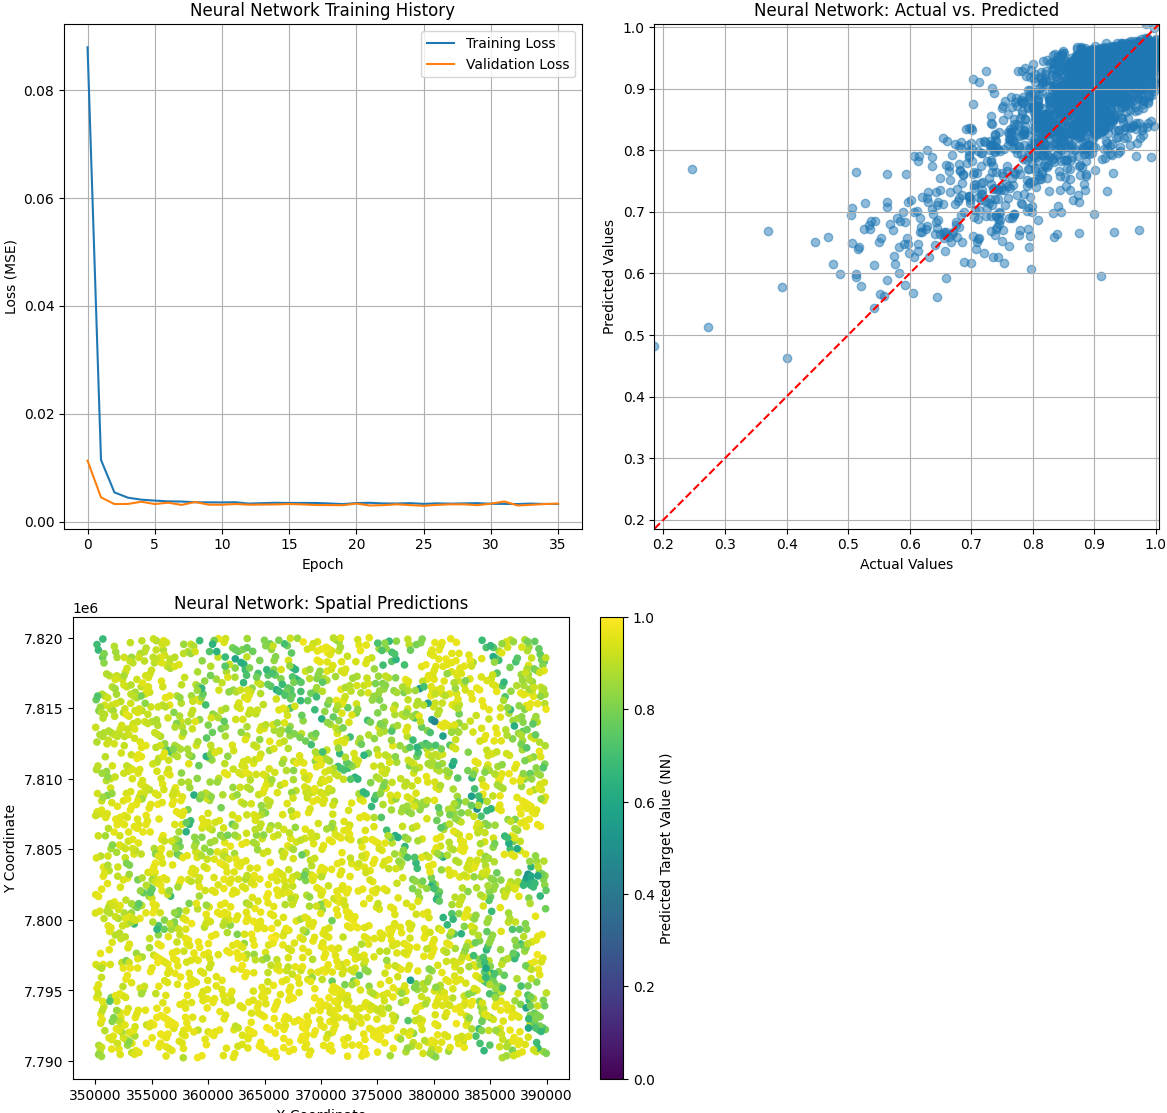 Neural Network Training History
Training Loss
Validation Loss
0.08
0.06
0.04
0.02
0.00
Loss (MSE)
0 5 10 15 20 25 30 35
Epoch
Neural Network: Actual vs. Predicted
1.0
0.9
0.8
0.7
0.6
0.5
0.4
0.3
0.2
Predicted Values
0.2 0.3 0.4 0.5 0.6 0.7 0.8 0.9 1.0
Actual Values
Neural Network: Spatial Predictions
1e6
7.820
7.815
7.810
7.805
7.800
7.795
7.790
Y Coordinate
350000 355000 360000 365000 370000 375000 380000 385000 390000
Coordinate
1.0
0.8
0.6
0.4
0.2
0.0
Predicted Target Value (NN)